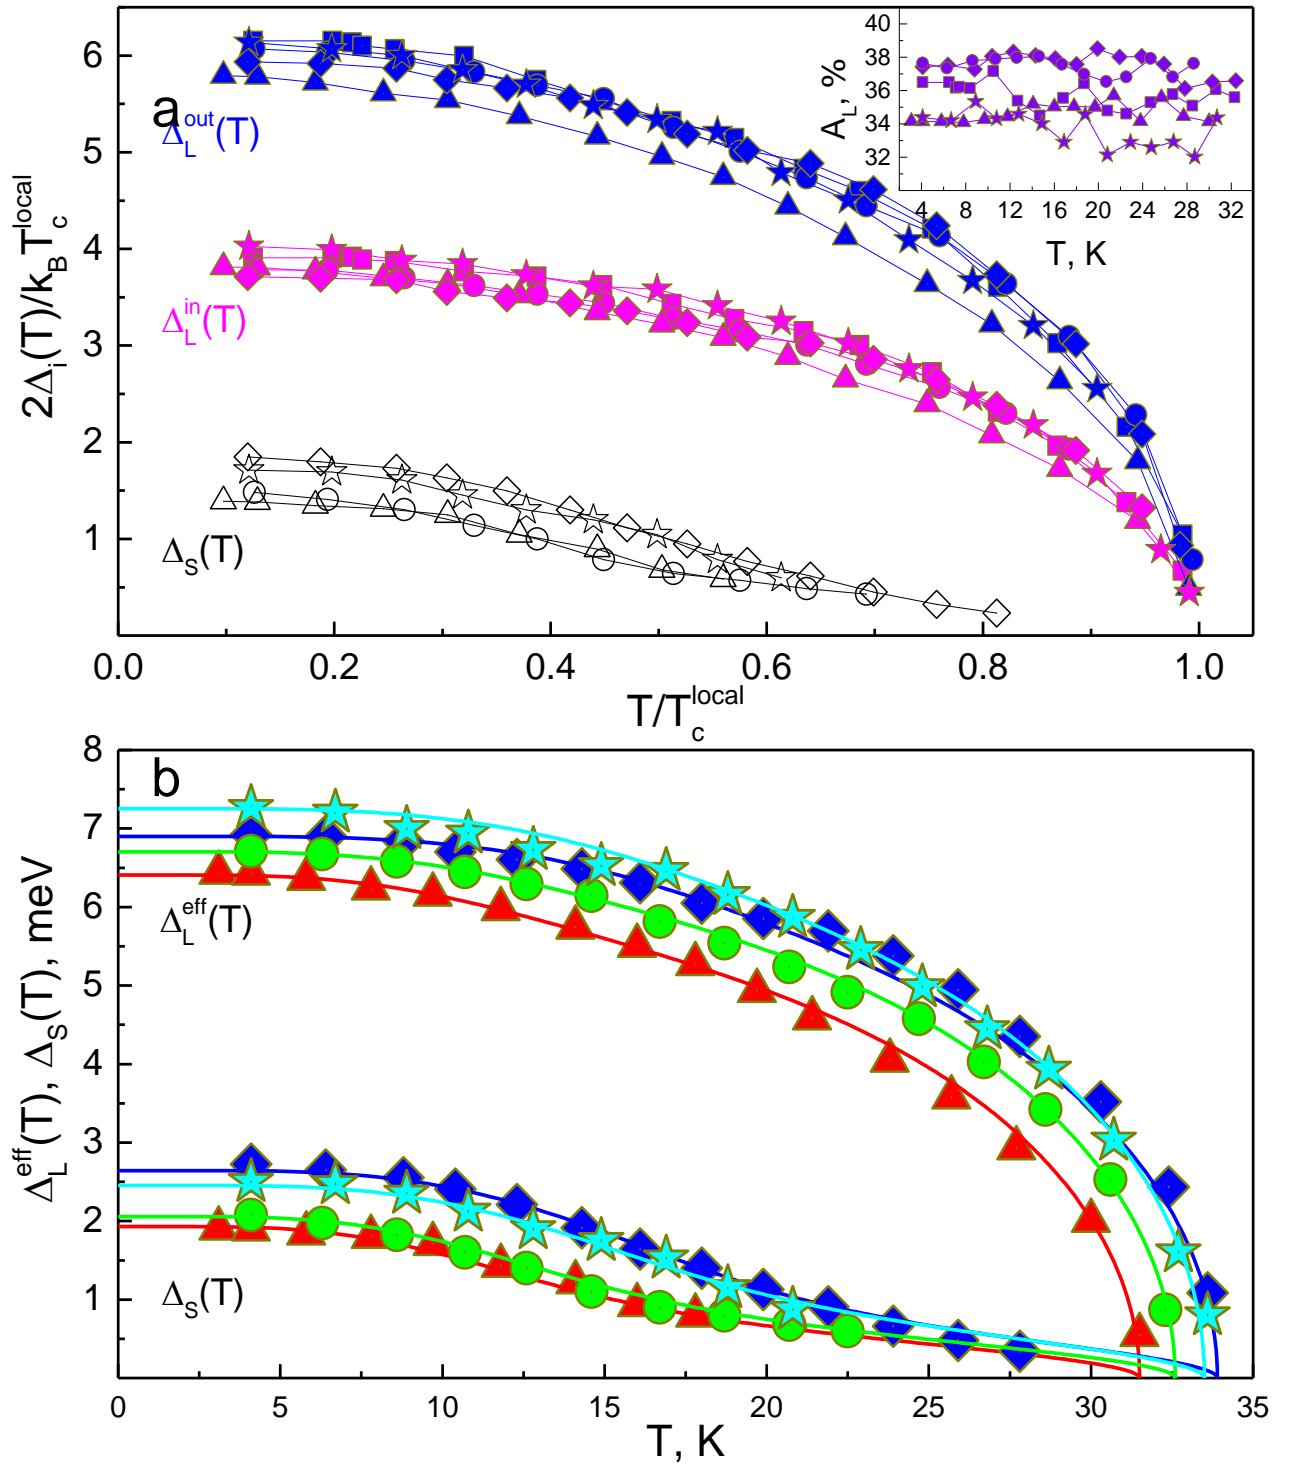 a
Δ_L^out(T)
Δ_L^in(T)
Δ_S(T)
2Δ_i(T)/k_B T_c^local
6
5
4
3
2
1
0.0 0.2 0.4 0.6 0.8 1.0
T/T_c^local
A_L, %
40
38
36
34
32
4 8 12 16 20 24 28 32
T, K
b
Δ_L^eff(T)
Δ_S(T)
Δ_L^eff(T), Δ_S(T), meV
8
7
6
5
4
3
2
1
0 5 10 15 20 25 30 35
T, K